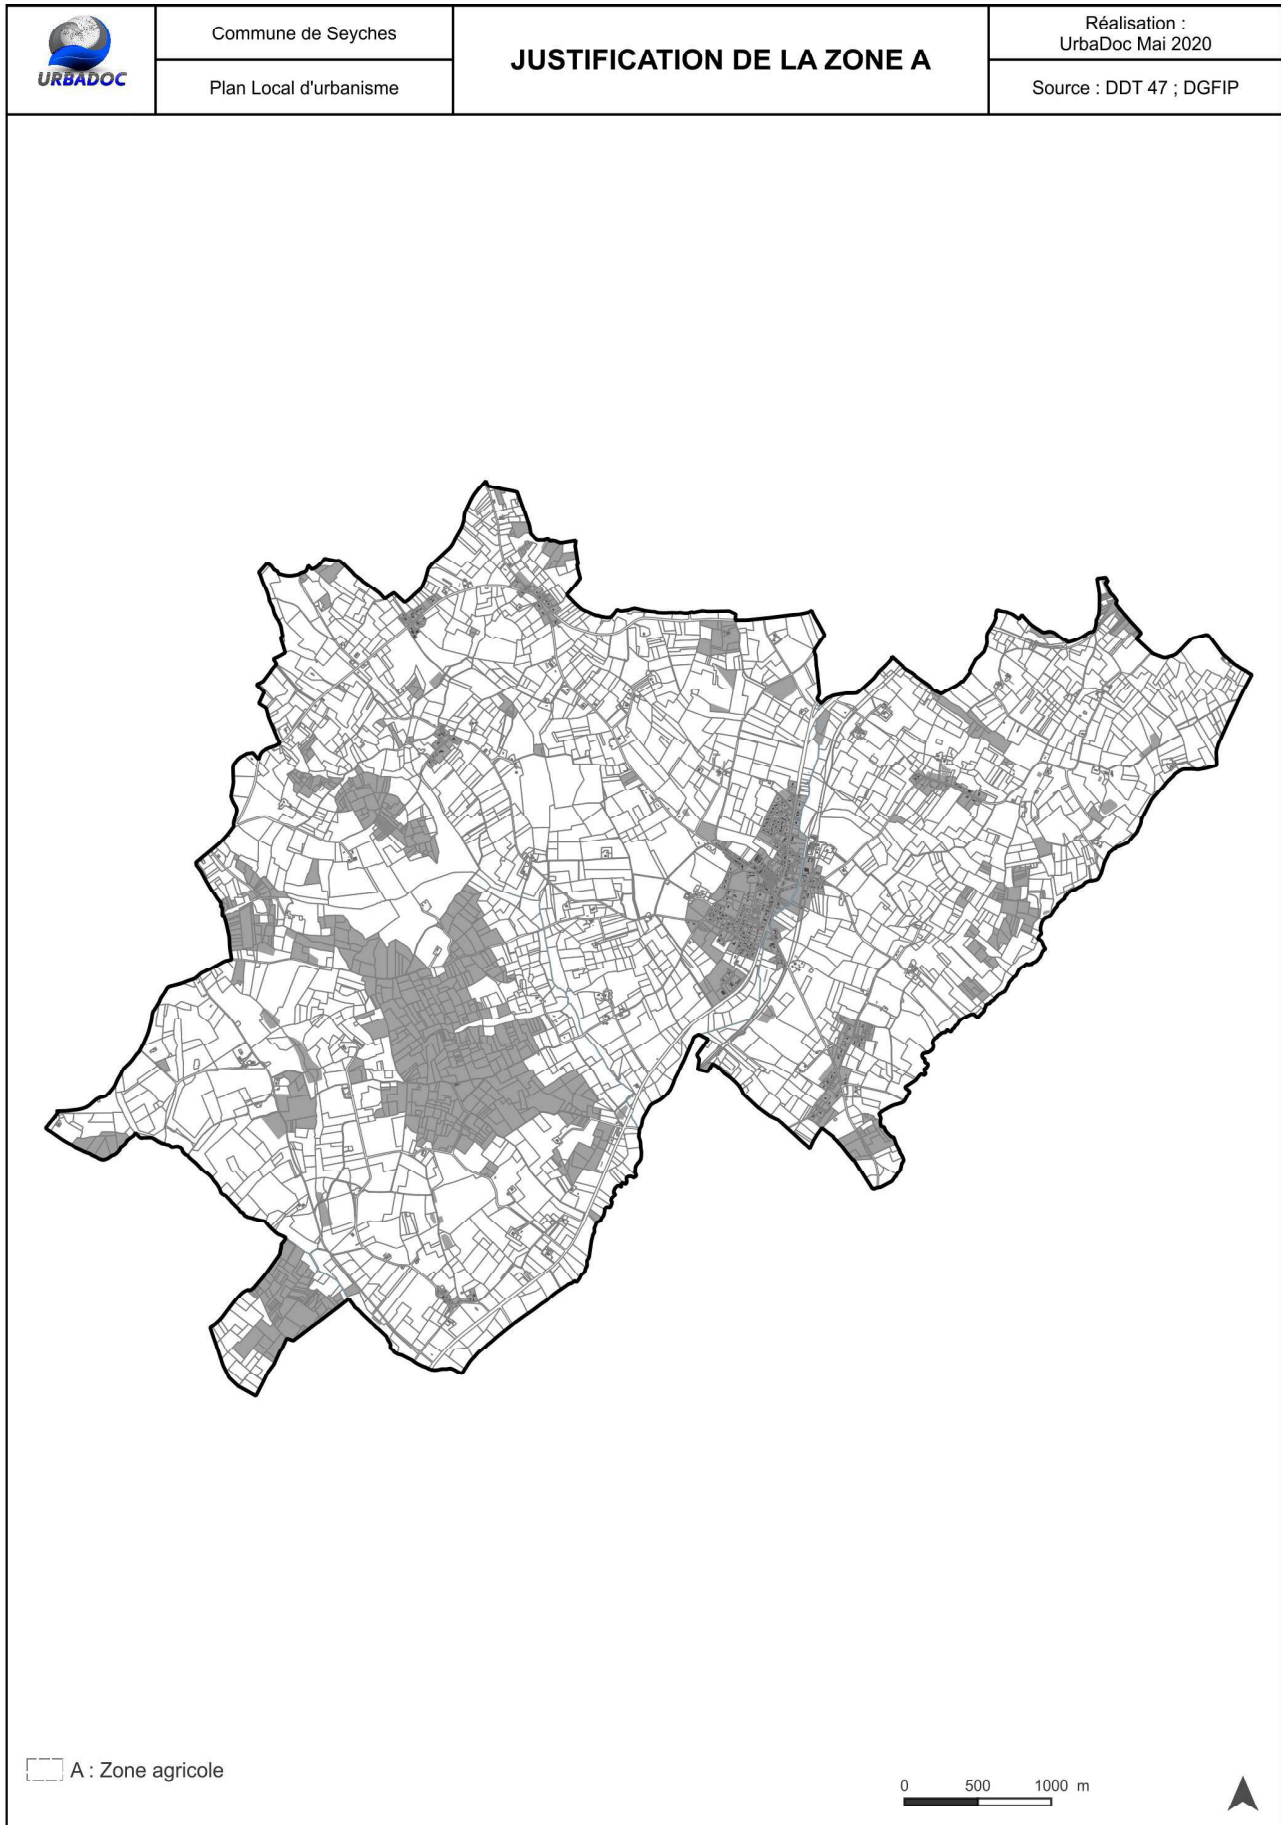 URBADOC
Commune de Seyches
Plan Local d'urbanisme
JUSTIFICATION DE LA ZONE A
Réalisation :
UrbaDoc Mai 2020
Source : DDT 47 ; DGFIP
A : Zone agricole
0 500 1000 m